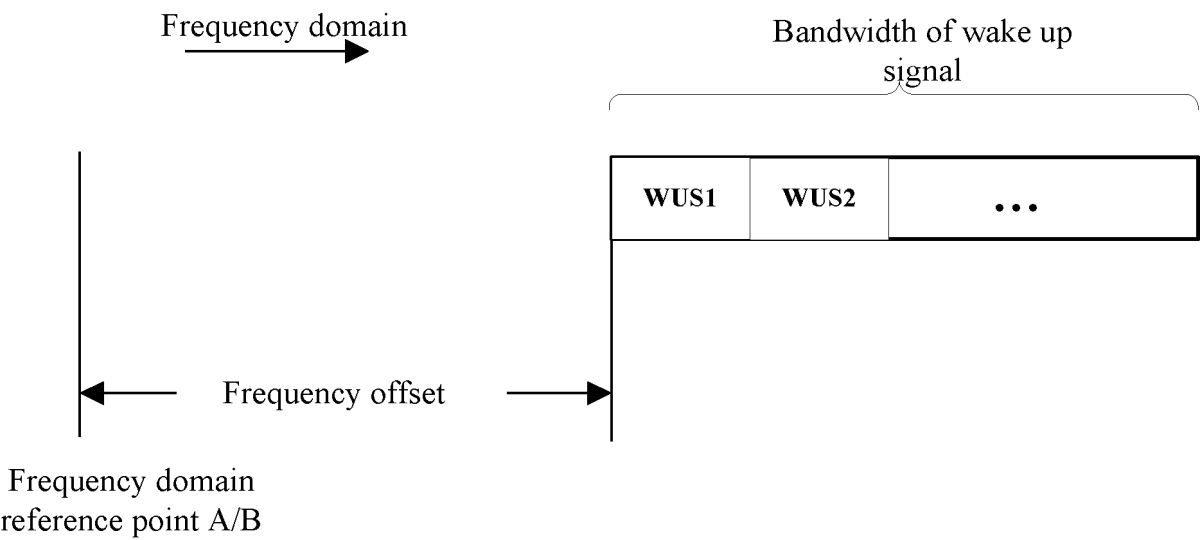 Frequency domain
Bandwidth of wake up
signal
WUS1
WUS2
...
Frequency offset
Frequency domain
reference point A/B